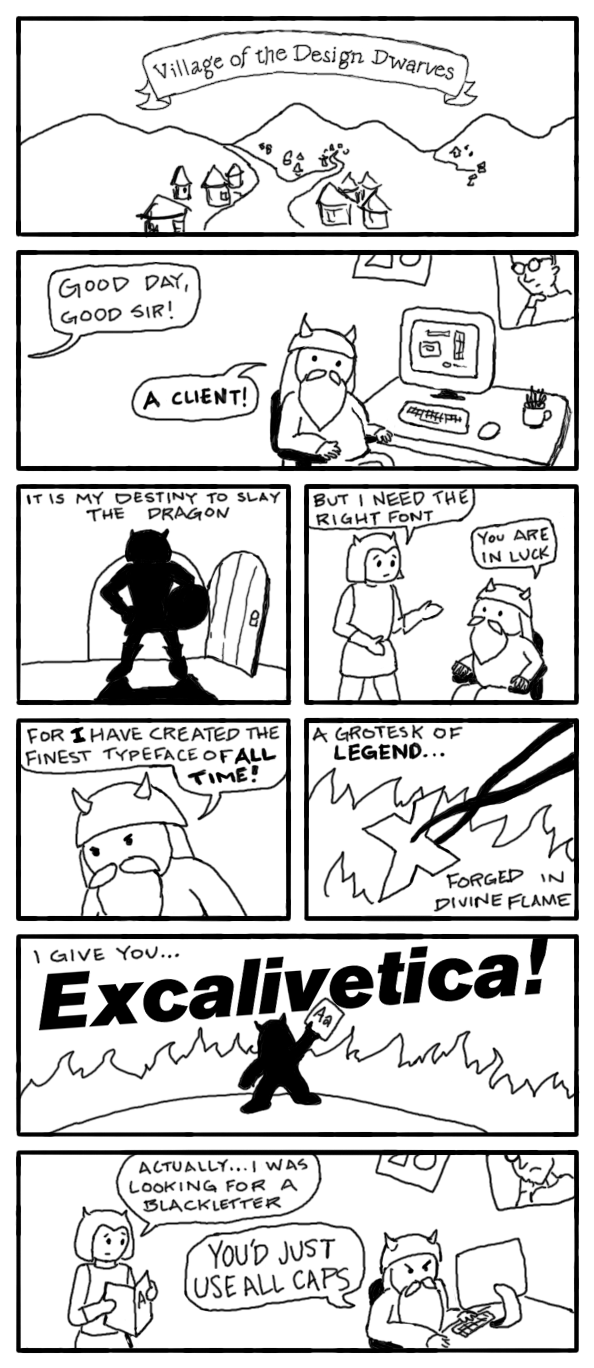 Village of the Design Dwarves
GOOD DAY,
GOOD SIR!
A CLIENT!
IT IS MY DESTINY TO SLAY
THE DRAGON
BUT I NEED THE
RIGHT FONT
YOU ARE
IN LUCK
FOR I HAVE CREATED THE
FINEST TYPEFACE OF ALL
TIME!
A GROTESK OF
LEGEND...
FORGED IN
DIVINE FLAME
I GIVE YOU...
Excalivetica!
Aa
ACTUALLY... I WAS
LOOKING FOR A
BLACKLETTER
A
YOU'D JUST
USE ALL CAPS